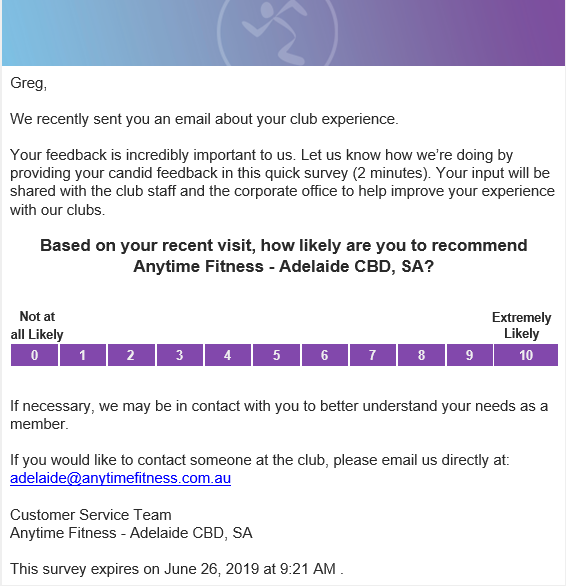 Greg,
We recently sent you an email about your club experience.
Your feedback is incredibly important to us. Let us know how we're doing by
providing your candid feedback in this quick survey (2 minutes). Your input will be
shared with the club staff and the corporate office to help improve your experience
with our clubs.
Based on your recent visit, how likely are you to recommend
Anytime Fitness - Adelaide CBD, SA?
Not at
all Likely
Extremely
Likely
0 1 2 3 4 5 6 7 8 9 10
If necessary, we may be in contact with you to better understand your needs as a
member.
If you would like to contact someone at the club, please email us directly at:
adelaide@anytimefitness.com.au
Customer Service Team
Anytime Fitness - Adelaide CBD, SA
This survey expires on June 26, 2019 at 9:21 AM .